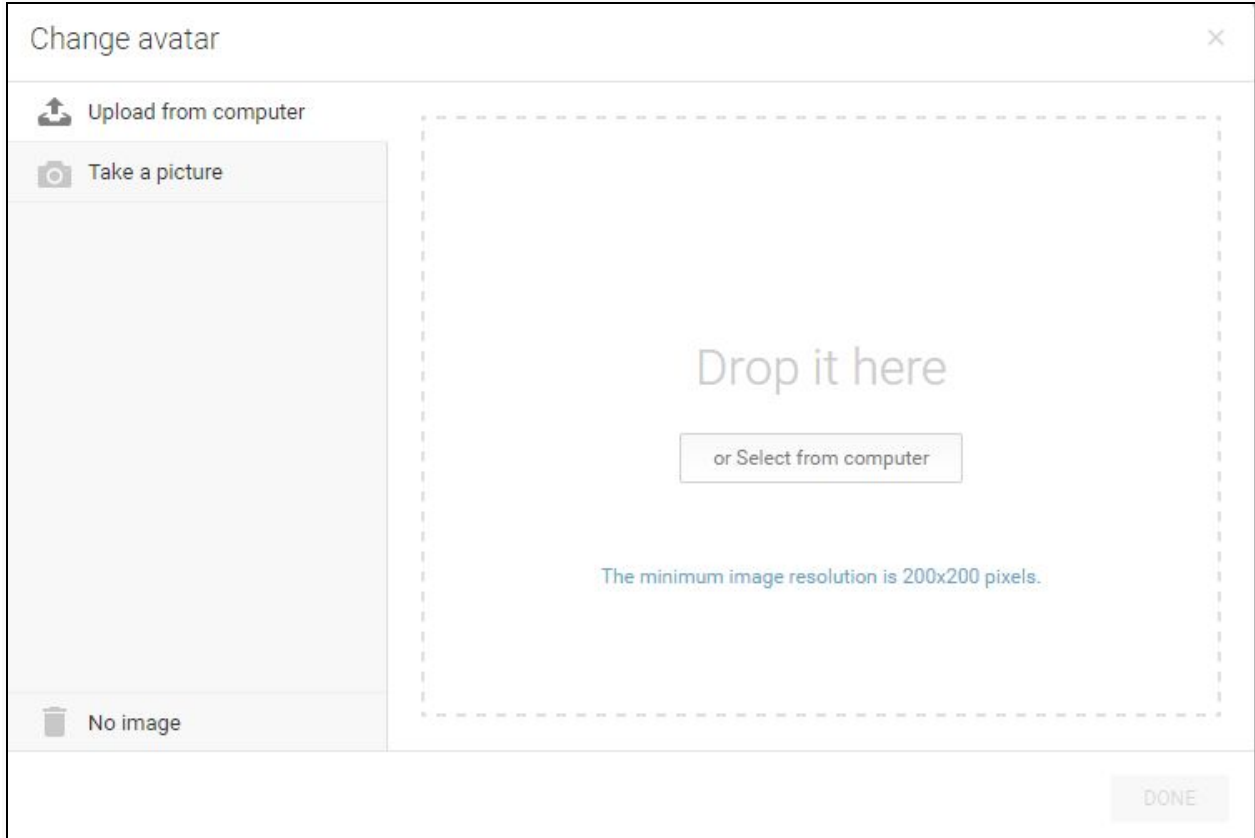 Change avatar
Upload from computer
Take a picture
Drop it here
or Select from computer
The minimum image resolution is 200x200 pixels.
No image
DONE